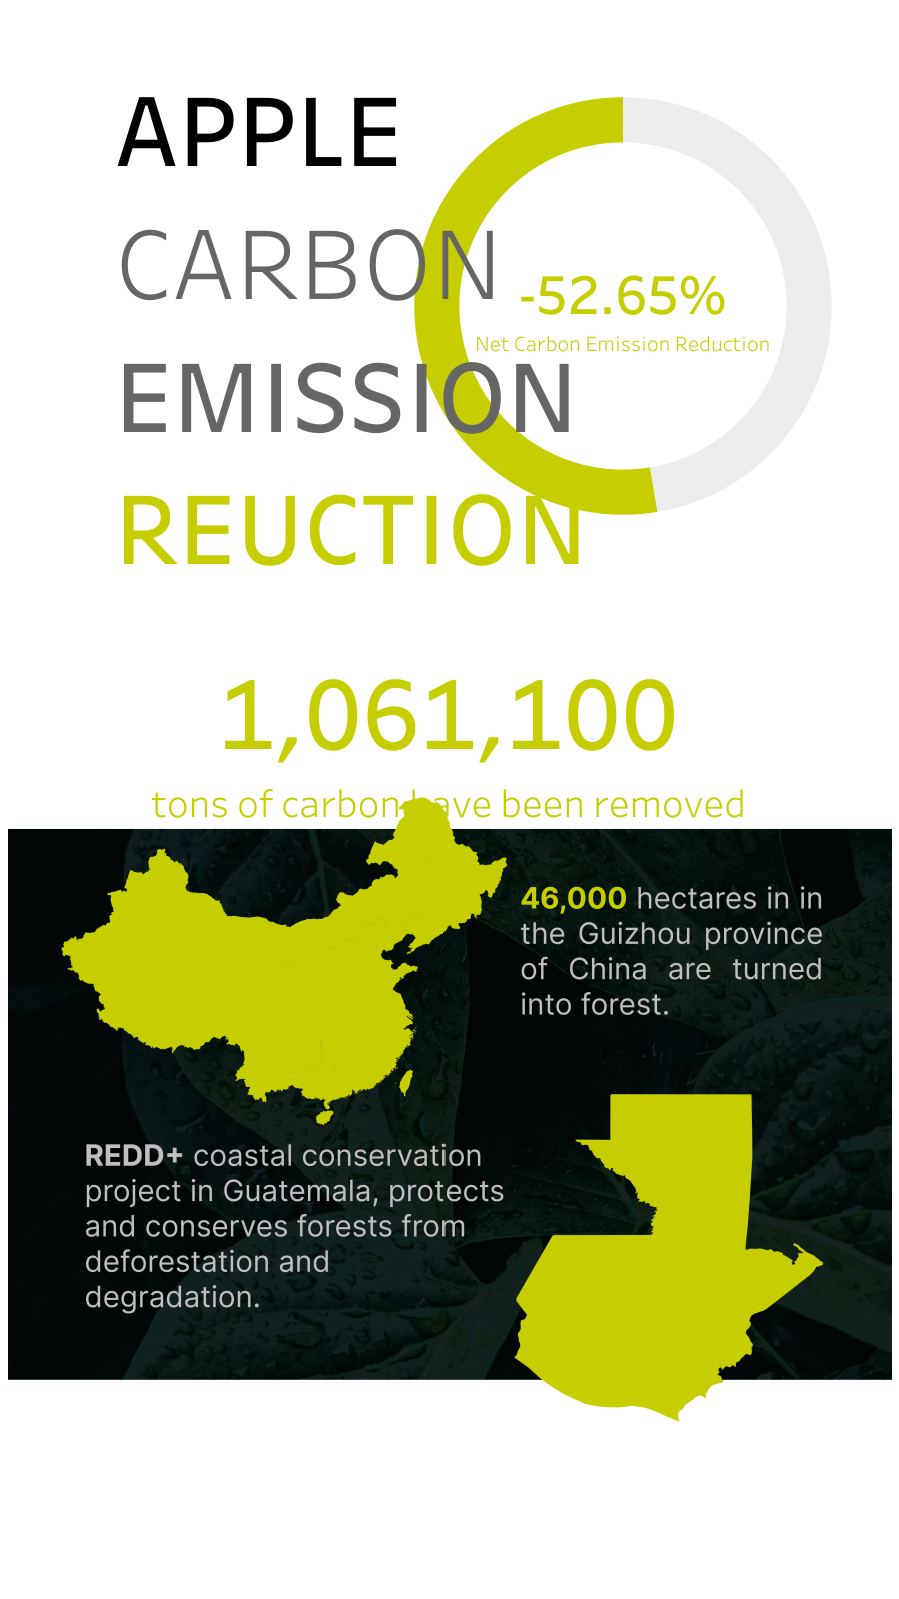 APPLE
CARBON
EMISSION
REUCTION
-52.65%
Net Carbon Emission Reduction
1,061,100
tons of carbon have been removed
46,000 hectares in in
the Guizhou province
of China are turned
into forest.
REDD+ coastal conservation
project in Guatemala, protects
and conserves forests from
deforestation and
degradation.